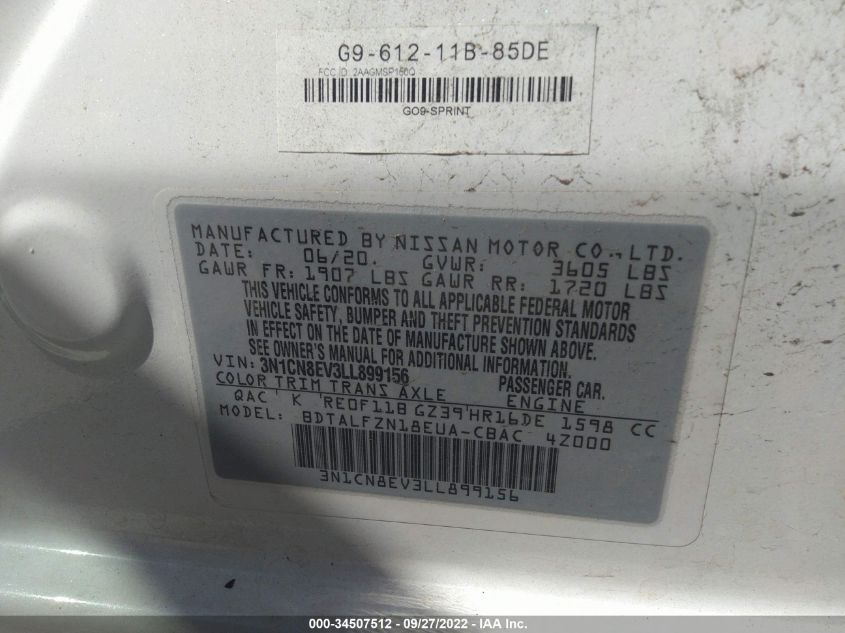 G9-612-11B-85DE
FCC ID 2AAGMSP150Q
GO9-SPRINT
MANUFACTURED BY NISSAN MOTOR CO.,LTD.
DATE: 06/20. GVWR: 3605 LBS
GAWR FR: 1907 LBS GAWR RR: 1720 LBS
THIS VEHICLE CONFORMS TO ALL APPLICABLE FEDERAL MOTOR
VEHICLE SAFETY, BUMPER AND THEFT PREVENTION STANDARDS
IN EFFECT ON THE DATE OF MANUFACTURE SHOWN ABOVE.
SEE OWNER'S MANUAL FOR ADDITIONAL INFORMATION.
VIN: 3N1CN8EV3LL899156 PASSENGER CAR.
COLOR TRIM TRANS AXLE ENGINE
QAC K RE0F11B GZ39 HR16DE 1598 CC
MODEL: BDTALFZN18EUA-CBAC 4Z000
3N1CN8EV3LL899156
000-34507512 - 09/27/2022 - IAA Inc.